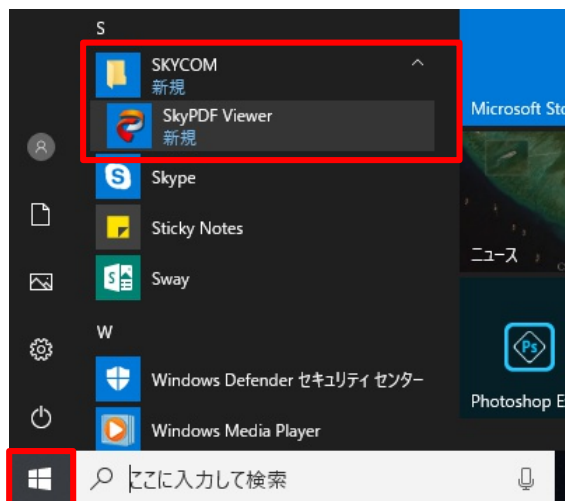 S
SKYCOM
新規
SkyPDF Viewer
新規
Skype
Sticky Notes
Sway
W
Windows Defender セキュリティ センター
Windows Media Player
ここに入力して検索
Microsoft Sto
ニュース
Ps
Photoshop E